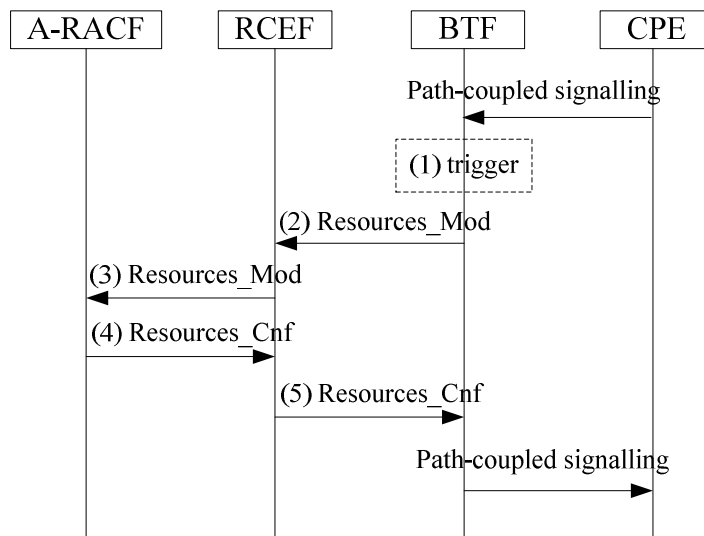 A-RACF RCEF BTF CPE
Path-coupled signalling
(1) trigger
(2) Resources_Mod
(3) Resources_Mod
(4) Resources_Cnf
(5) Resources_Cnf
Path-coupled signalling